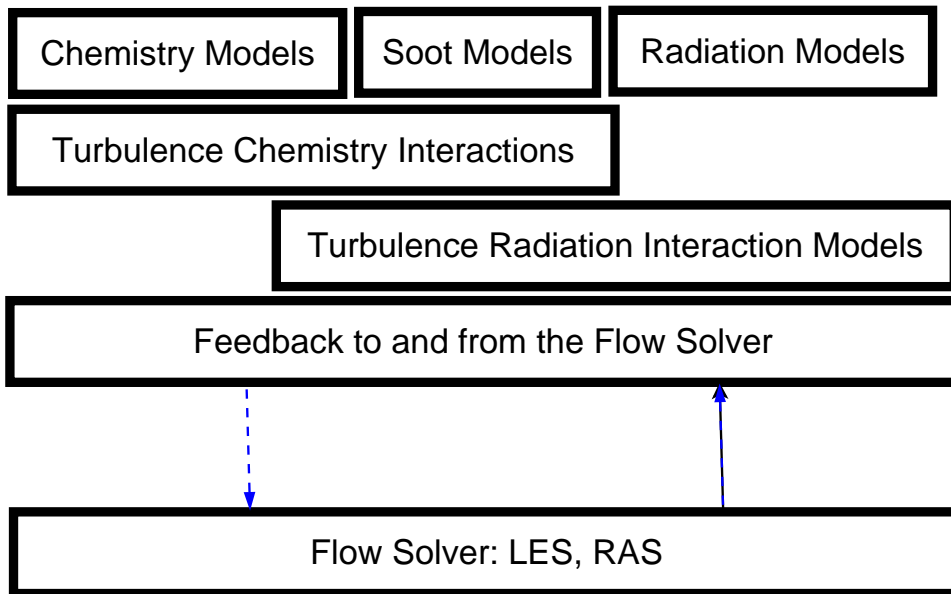 Chemistry Models
Soot Models
Radiation Models
Turbulence Chemistry Interactions
Turbulence Radiation Interaction Models
Feedback to and from the Flow Solver
Flow Solver: LES, RAS